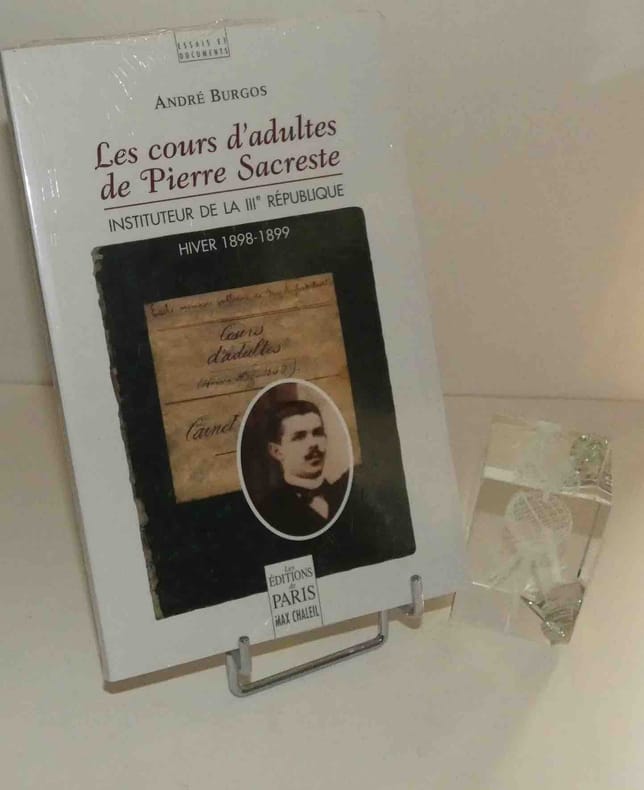 ESSAIS ET
DOCUMENTS
ANDRÉ BURGOS
Les cours d'adultes
de Pierre Sacreste
INSTITUTEUR DE LA IIIe RÉPUBLIQUE
HIVER 1898-1899
Cours
d'adultes
Carnet
Les
ÉDITIONS
de
PARIS
MAX CHALEIL